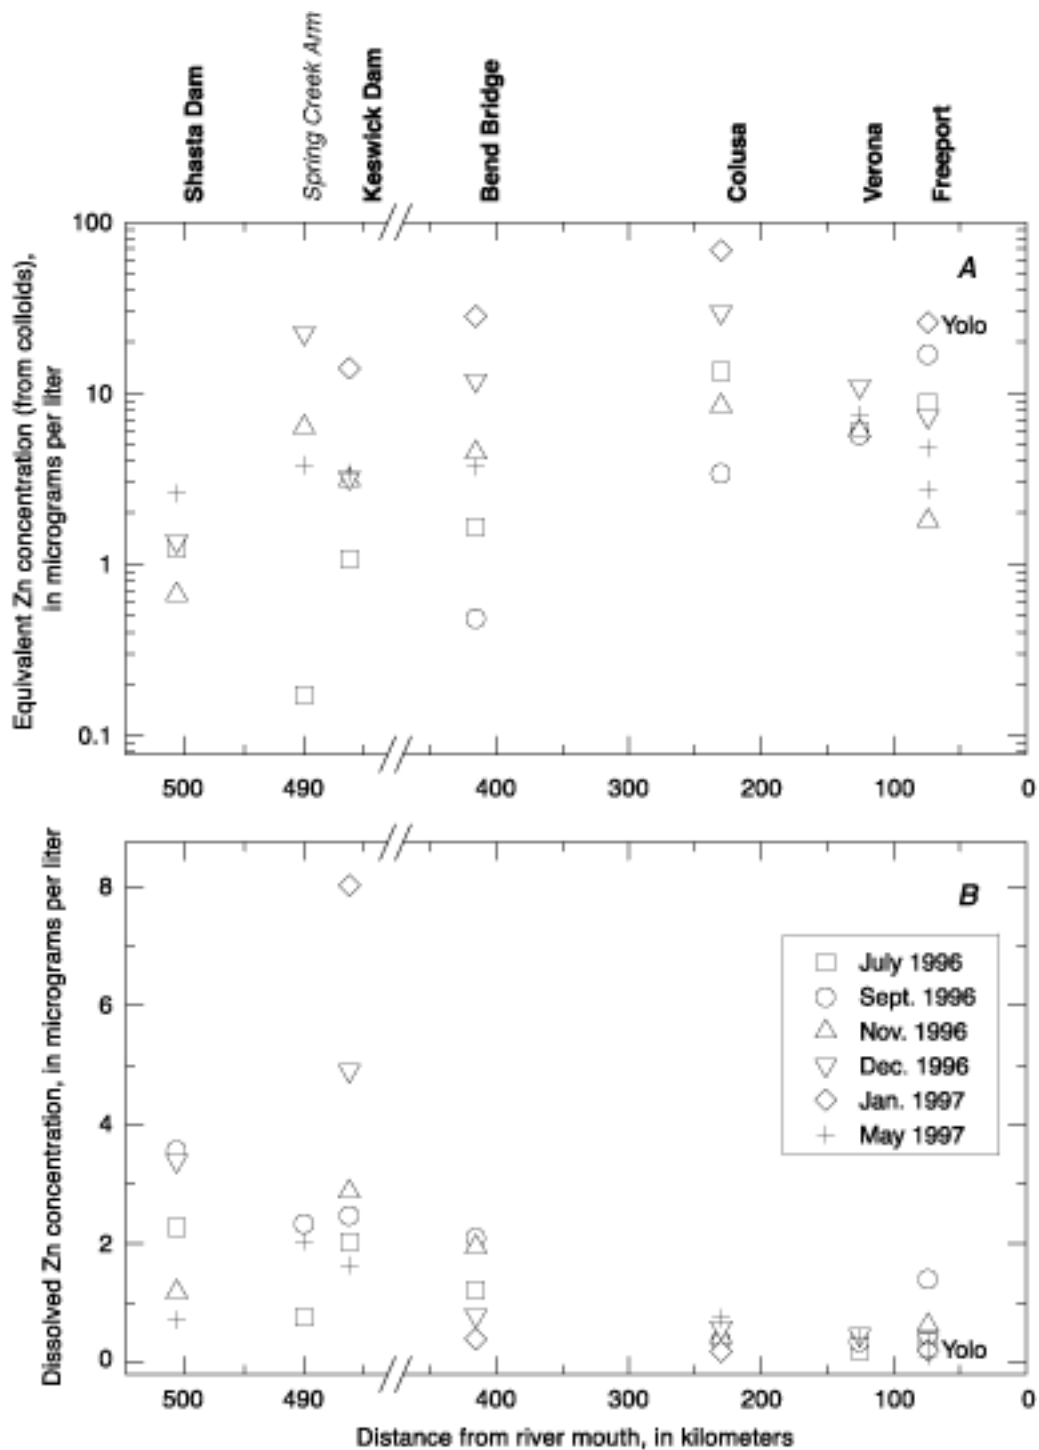 Shasta Dam
Spring Creek Arm
Keswick Dam
Bend Bridge
Colusa
Verona
Freeport
Equivalent Zn concentration (from colloids),
in micrograms per liter
100
10
1
0.1
A
Yolo
500 490 400 300 200 100 0
Dissolved Zn concentration, in micrograms per liter
8
6
4
2
0
B
July 1996
Sept. 1996
Nov. 1996
Dec. 1996
Jan. 1997
May 1997
Yolo
500 490 400 300 200 100 0
Distance from river mouth, in kilometers